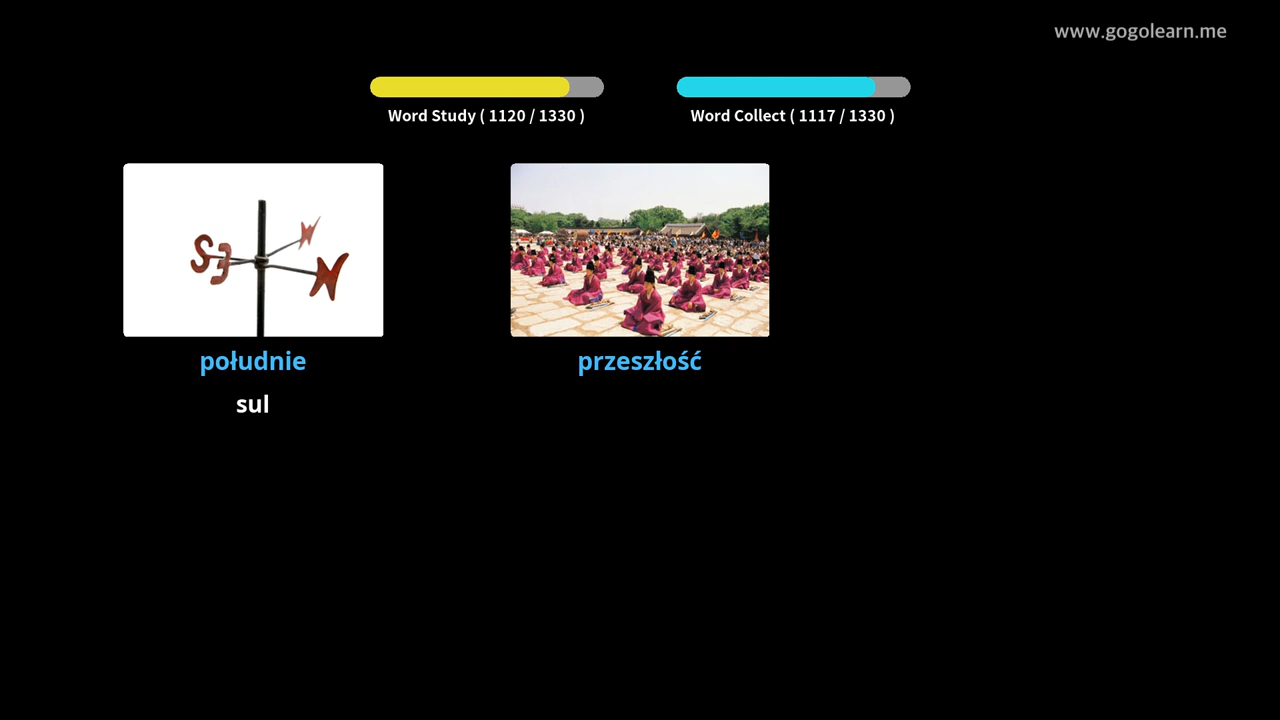 www.gogolearn.me
Word Study ( 1120 / 1330 )
Word Collect ( 1117 / 1330 )
S E N
południe
przeszłość
sul